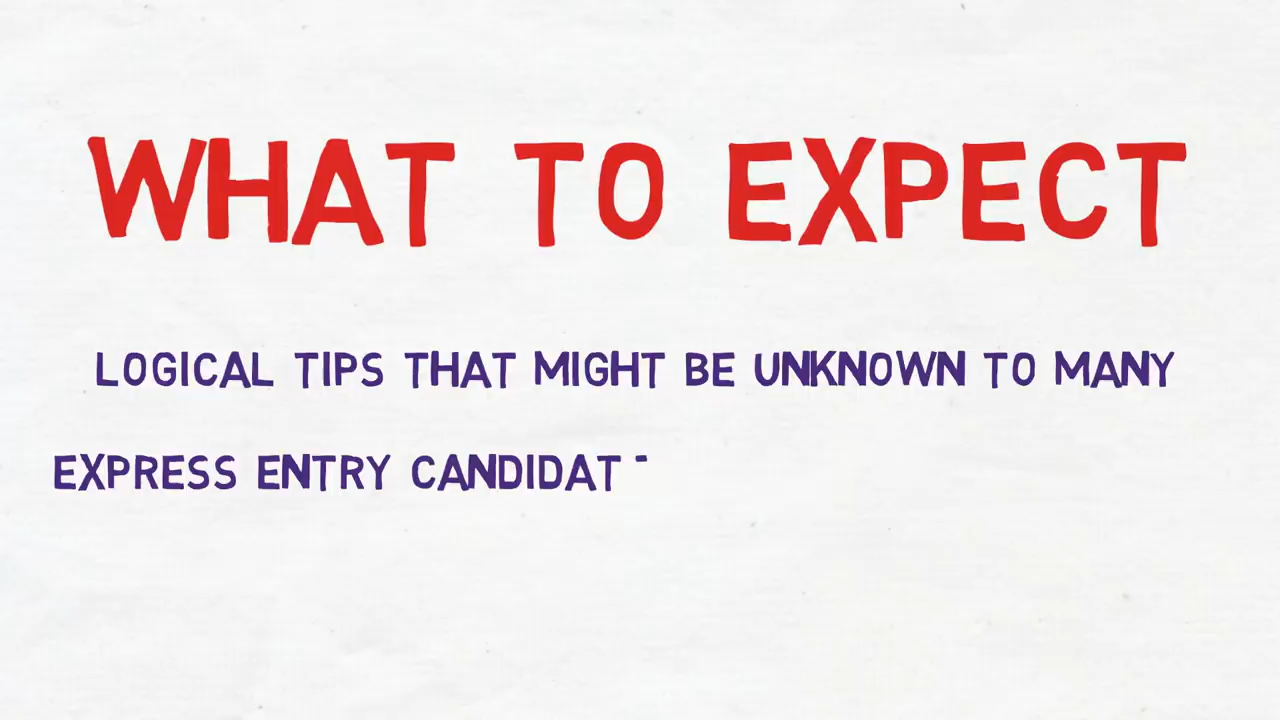 WHAT TO EXPECT
LOGICAL TIPS THAT MIGHT BE UNKNOWN TO MANY
EXPRESS ENTRY CANDIDAT